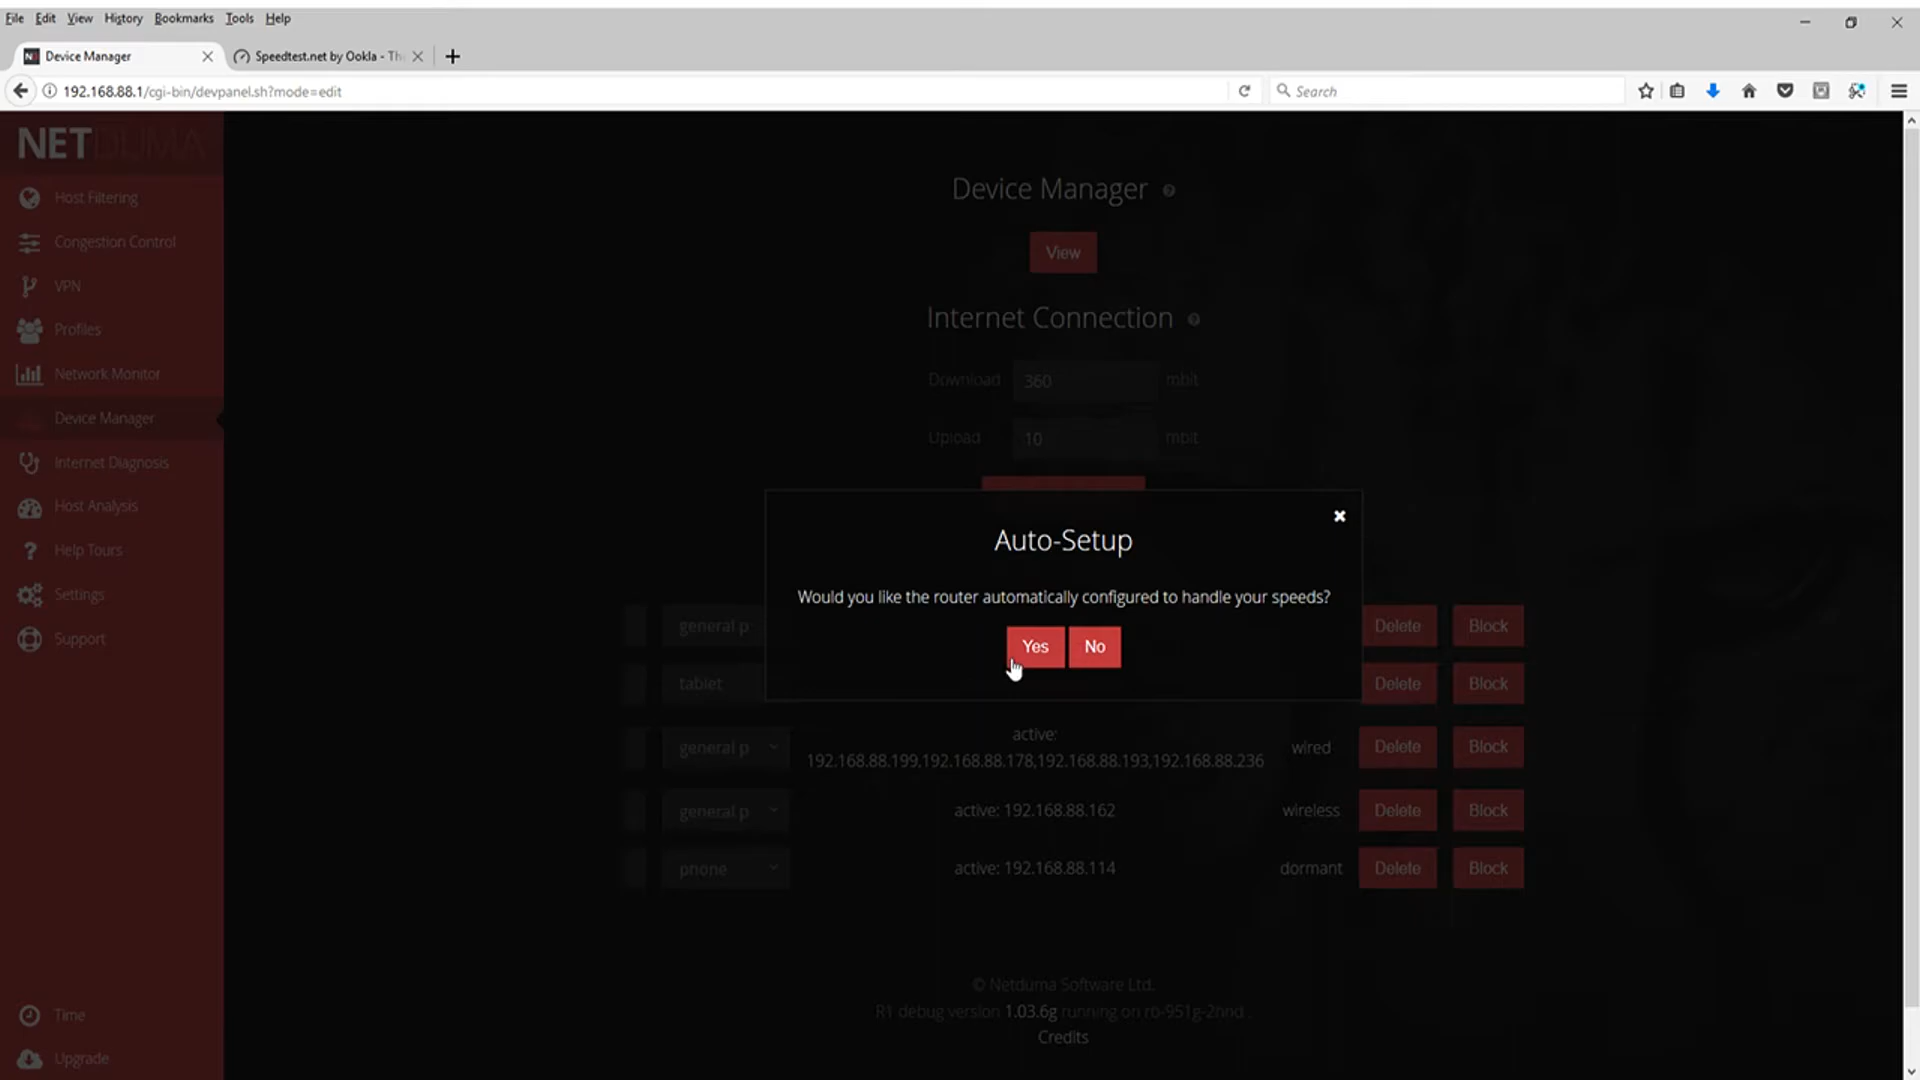 File Edit View History Bookmarks Tools Help
Device Manager
Speedtest.net by Ookla - Th
192.168.88.1/cgi-bin/devpanel.sh?mode=edit
Search
NETDUMA
Host Filtering
Congestion Control
VPN
Profiles
Network Monitor
Device Manager
Internet Diagnosis
Host Analysis
Help Tours
Settings
Support
Time
Upgrade
Device Manager
View
Internet Connection
Download 360 mbit
Upload 10 mbit
Auto-Setup
Would you like the router automatically configured to handle your speeds?
Yes No
general p Delete Block
tablet Delete Block
general p active: 192.168.88.199,192.168.88.178,192.168.88.193,192.168.88.236 wired Delete Block
general p active: 192.168.88.162 wireless Delete Block
phone active: 192.168.88.114 dormant Delete Block
© Netduma Software Ltd.
R1 debug version 1.03.6g running on rb-951g-2hnd .
Credits